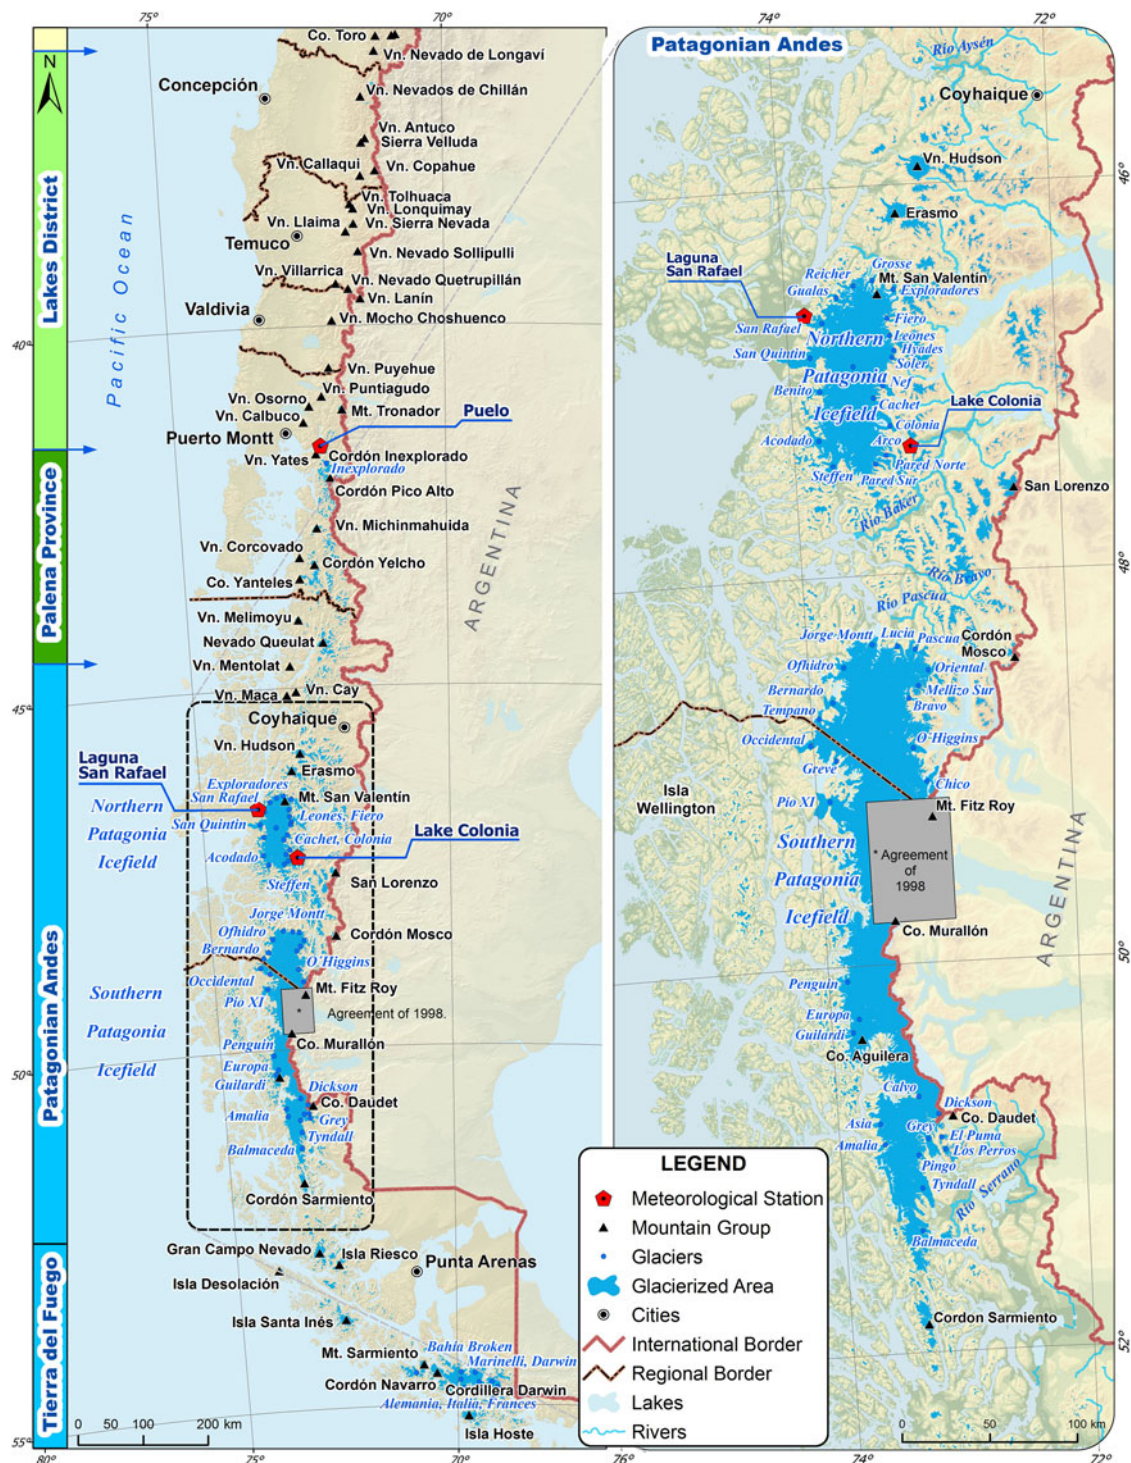 75°
70°
Co. Toro
Vn. Nevado de Longaví
N
Concepción
Vn. Nevados de Chillán
Vn. Antuco
Sierra Velluda
Vn. Callaqui
Vn. Copahue
Vn. Tolhuaca
Vn. Lonquimay
Vn. Llaima
Vn. Sierra Nevada
Temuco
Vn. Nevado Sollipulli
Vn. Villarrica
Vn. Nevado Quetrupillán
Vn. Lanín
Valdivia
Vn. Mocho Choshuenco
40°
Pacific Ocean
Vn. Puyehue
Vn. Puntiagudo
Vn. Osorno
Mt. Tronador
Puelo
Vn. Calbuco
Puerto Montt
Vn. Yates
Cordón Inexplorado
Inexplorado
Cordón Pico Alto
ARGENTINA
Vn. Michinmahuida
Vn. Corcovado
Cordón Yelcho
Co. Yanteles
Vn. Melimoyu
Nevado Queulat
Vn. Mentolat
Vn. Cay
Vn. Maca
45°
Coyhaique
Vn. Hudson
Laguna
San Rafael
Erasmo
Exploradores
San Rafael
Mt. San Valentín
Northern
Patagonia
Icefield
San Quintin
Leones, Fiero
Cachet, Colonia
Lake Colonia
Acodado
San Lorenzo
Steffen
Jorge Montt
Ofhidro
Cordón Mosco
Bernardo
O'Higgins
Occidental
Pio XI
Mt. Fitz Roy
Southern
Patagonia
Icefield
* Agreement of 1998.
Co. Murallón
Penguin
Europa
Guilardi
50°
Dickson
Co. Daudet
Amalia
Grey
Tyndall
Balmaceda
Cordón Sarmiento
Gran Campo Nevado
Isla Riesco
Punta Arenas
Isla Desolación
Isla Santa Inés
Bahía Broken
Mt. Sarmiento
Marinelli, Darwin
Cordón Navarro
Cordillera Darwin
Alemania, Italia, Frances
Isla Hoste
0 50 100 200 km
55°
80°
75°
70°
Lakes District
Palena Province
Patagonian Andes
Tierra del Fuego
74°
72°
Patagonian Andes
Río Aysén
Coyhaique
Vn. Hudson
46°
Erasmo
Laguna
San Rafael
Grosse
Reicher
Mt. San Valentín
Gualas
Exploradores
San Rafael
Fiero
Northern
Leones
San Quintin
Hyades
Soler
Patagonia
Nef
Benito
Cachet
Icefield
Lake Colonia
Colonia
Acodado
Arco
Steffen
Pared Norte
Pared Sur
San Lorenzo
Río Baker
48°
Río Bravo
Río Pascua
Jorge Montt
Lucia
Pascua
Cordón
Mosco
Ofhidro
Oriental
Bernardo
Mellizo Sur
Tempano
Bravo
Occidental
O'Higgins
Greve
Chico
Isla
Wellington
Pio XI
Mt. Fitz Roy
Southern
* Agreement
of
1998
Patagonia
Icefield
Co. Murallón
ARGENTINA
50°
Penguin
Europa
Guilardi
Co. Aguilera
Calvo
Dickson
Co. Daudet
Asia
Grey
El Puma
Amalia
Los Perros
Pingo
Tyndall
Río Serrano
Balmaceda
Cordon Sarmiento
52°
0 50 100 km
76°
74°
72°
LEGEND
Meteorological Station
Mountain Group
Glaciers
Glacierized Area
Cities
International Border
Regional Border
Lakes
Rivers